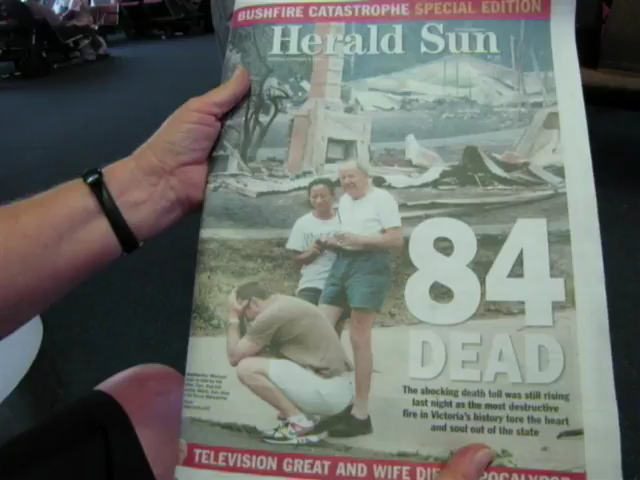 BUSHFIRE CATASTROPHE SPECIAL EDITION
Herald Sun
84
DEAD
The shocking death toll was still rising
last night as the most destructive
fire in Victoria's history tore the heart
and soul out of the state
TELEVISION GREAT AND WIFE DIE